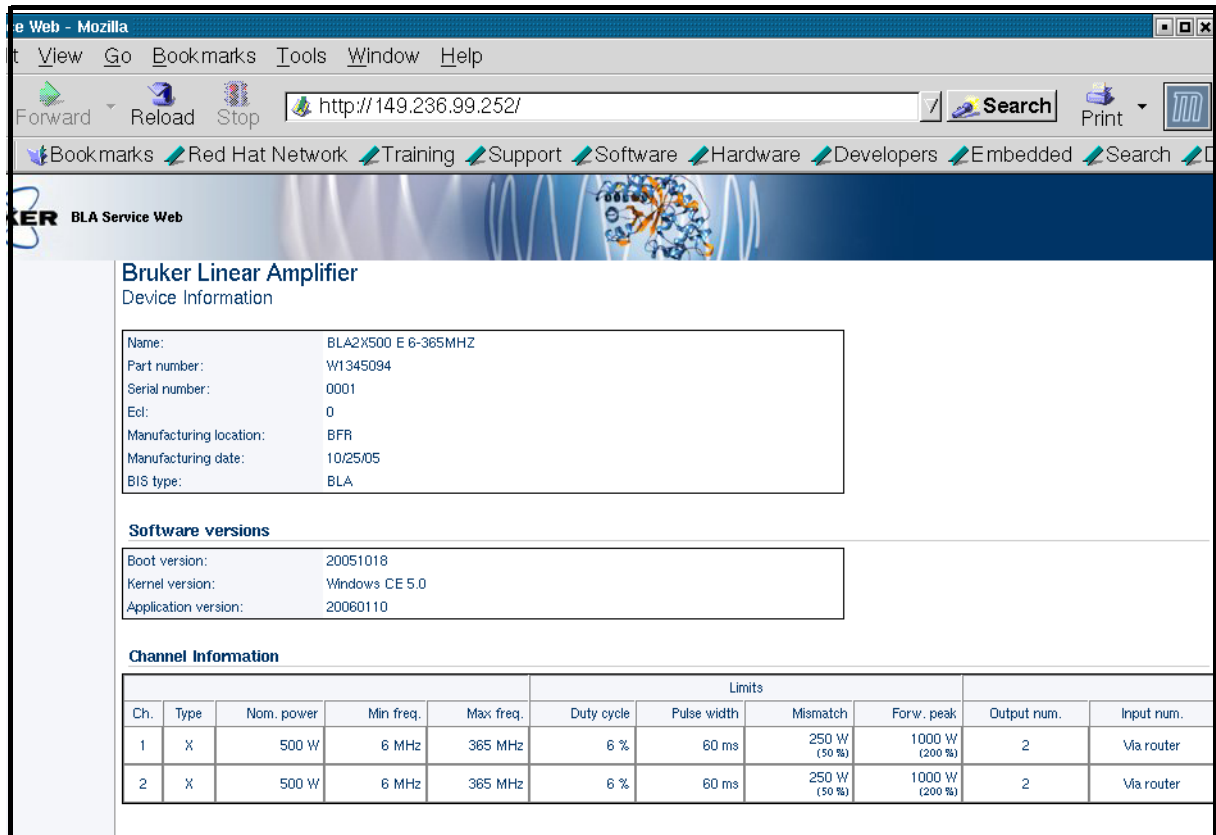 e Web - Mozilla
t View Go Bookmarks Tools Window Help
Forward Reload Stop http://149.236.99.252/ Search Print
Bookmarks Red Hat Network Training Support Software Hardware Developers Embedded Search D
KER BLA Service Web
Bruker Linear Amplifier
Device Information
Name: BLA2X500 E 6-365MHZ
Part number: W1345094
Serial number: 0001
Ecl: 0
Manufacturing location: BFR
Manufacturing date: 10/25/05
BIS type: BLA
Software versions
Boot version: 20051018
Kernel version: Windows CE 5.0
Application version: 20060110
Channel Information
Limits
Ch. Type Nom. power Min freq. Max freq. Duty cycle Pulse width Mismatch Forw. peak Output num. Input num.
1 X 500 W 6 MHz 365 MHz 6 % 60 ms 250 W (50 %) 1000 W (200 %) 2 Via router
2 X 500 W 6 MHz 365 MHz 6 % 60 ms 250 W (50 %) 1000 W (200 %) 2 Via router